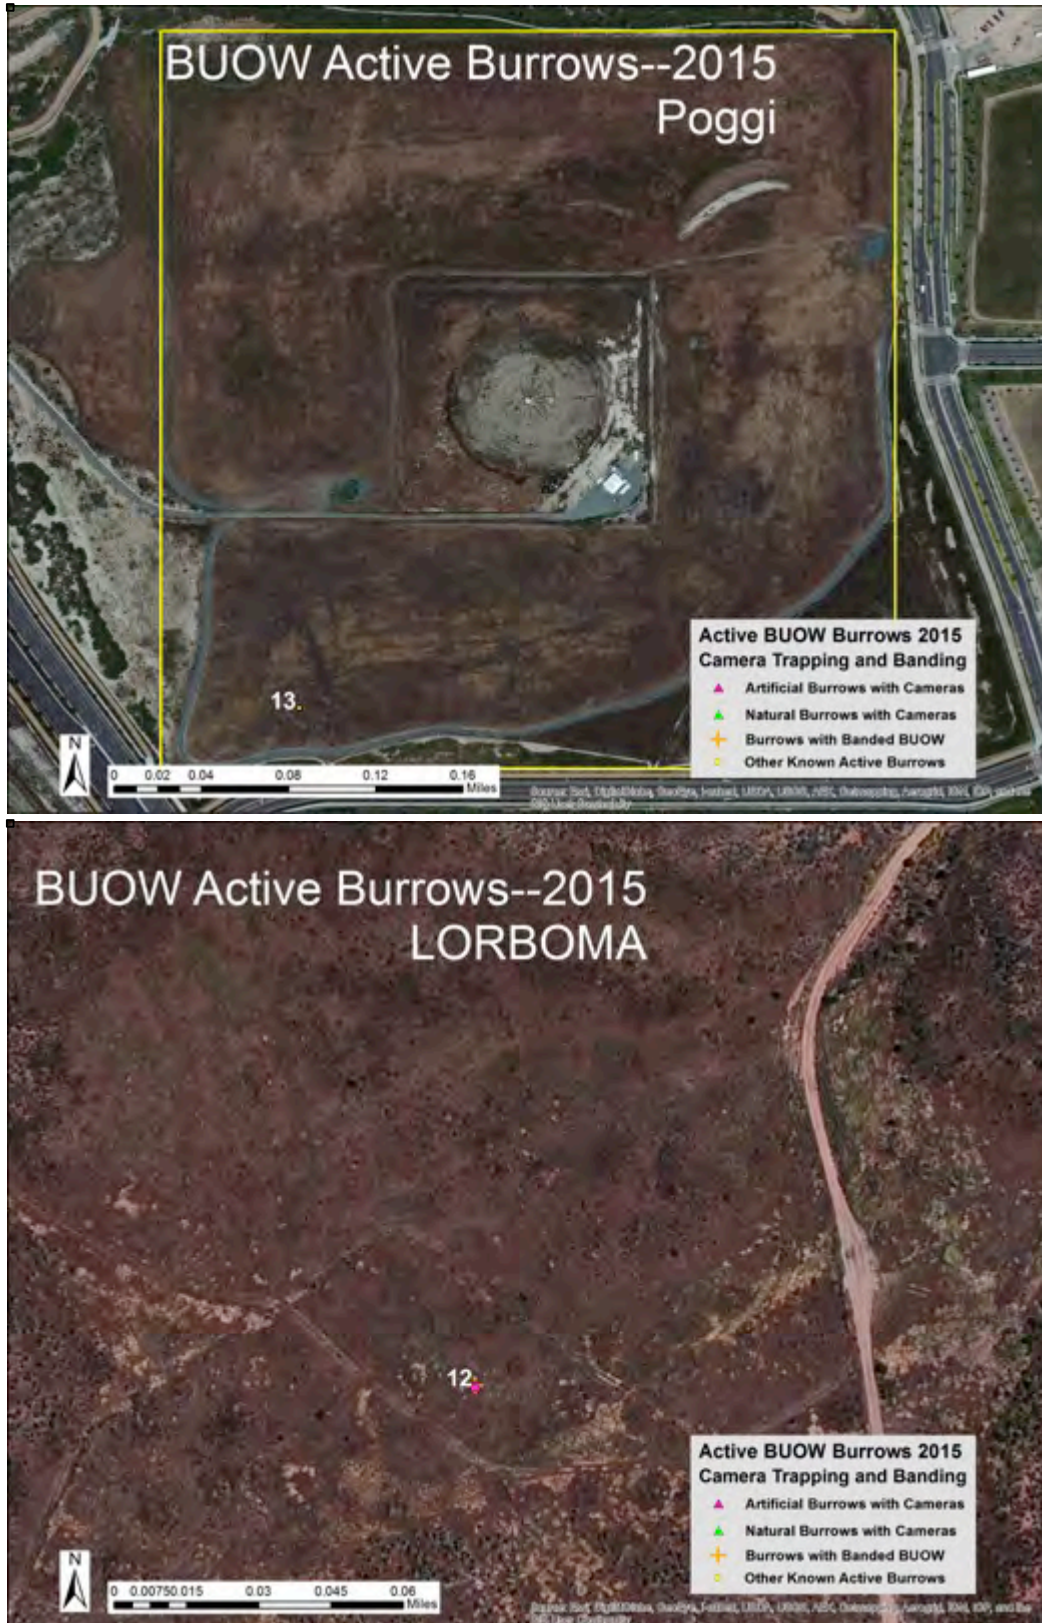 BUOW Active Burrows--2015
Poggi
13
Active BUOW Burrows 2015
Camera Trapping and Banding
Artificial Burrows with Cameras
Natural Burrows with Cameras
Burrows with Banded BUOW
Other Known Active Burrows
N
0 0.02 0.04 0.08 0.12 0.16
Miles
BUOW Active Burrows--2015
LORBOMA
12
Active BUOW Burrows 2015
Camera Trapping and Banding
Artificial Burrows with Cameras
Natural Burrows with Cameras
Burrows with Banded BUOW
Other Known Active Burrows
N
0 0.0075 0.015 0.03 0.045 0.06
Miles